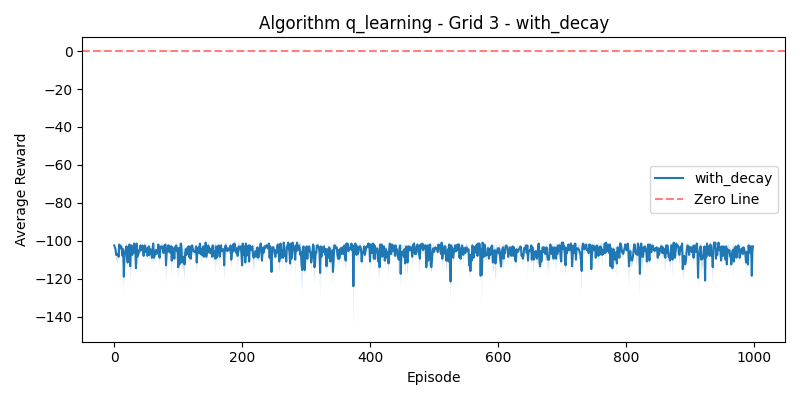 Algorithm q_learning - Grid 3 - with_decay
Average Reward
0
−20
−40
−60
−80
−100
−120
−140
with_decay
Zero Line
0
200
400
600
800
1000
Episode